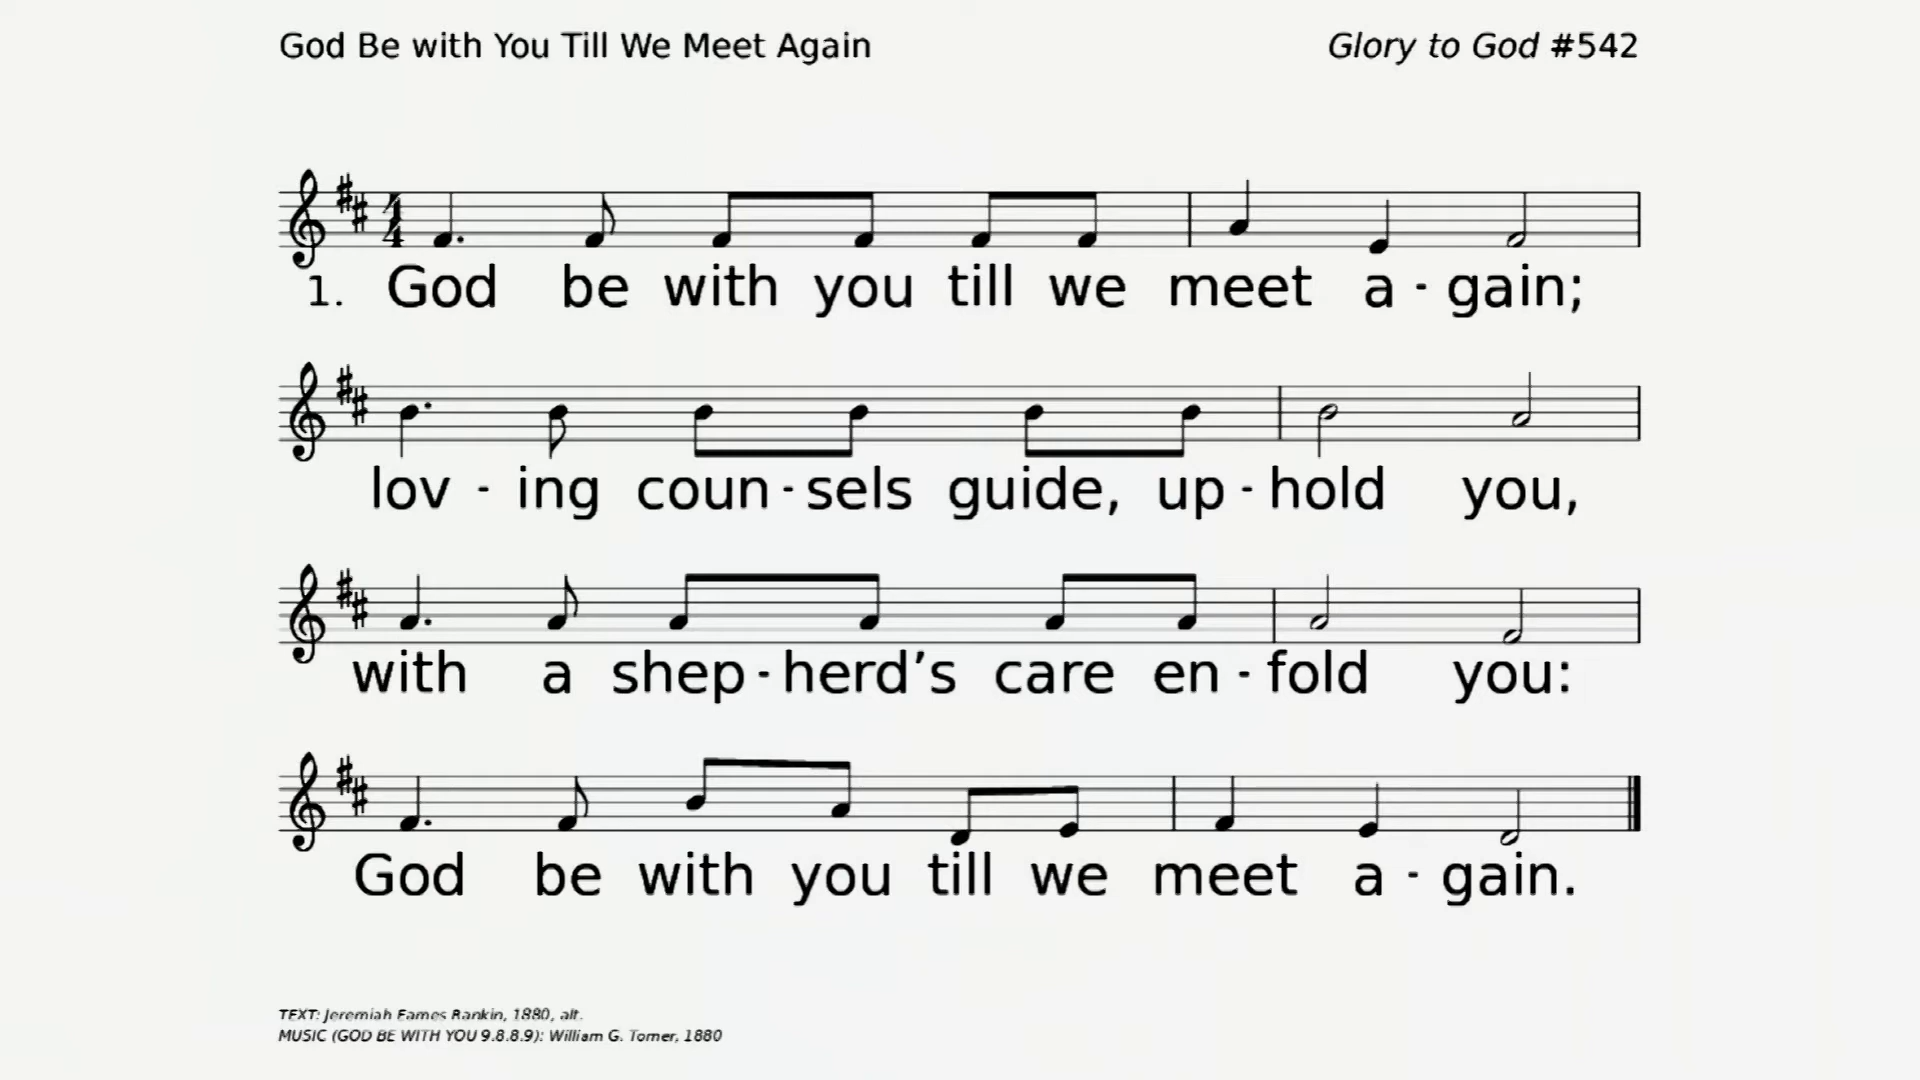 God Be with You Till We Meet Again
Glory to God #542
1. God be with you till we meet a - gain;
lov - ing coun - sels guide, up - hold you,
with a shep - herd’s care en - fold you:
God be with you till we meet a - gain.
TEXT: Jeremiah Eames Rankin, 1880, alt.
MUSIC (GOD BE WITH YOU 9.8.8.9): William G. Tomer, 1880